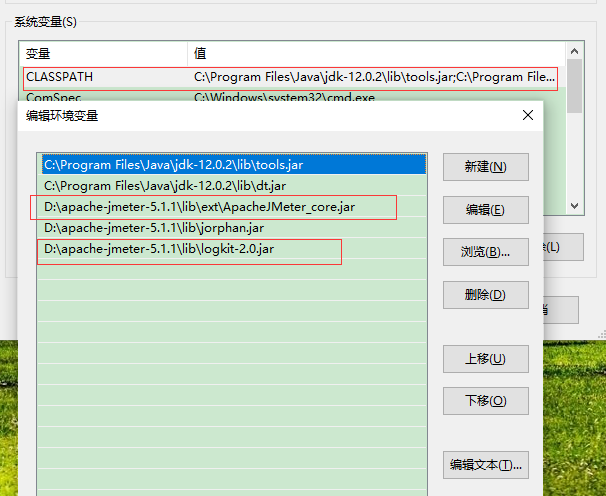 系统变量(S)
变量 值
CLASSPATH C:\Program Files\Java\jdk-12.0.2\lib\tools.jar;C:\Program File...
ComSpec C:\Windows\system32\cmd.exe
编辑环境变量
C:\Program Files\Java\jdk-12.0.2\lib\tools.jar
C:\Program Files\Java\jdk-12.0.2\lib\dt.jar
D:\apache-jmeter-5.1.1\lib\ext\ApacheJMeter_core.jar
D:\apache-jmeter-5.1.1\lib\jorphan.jar
D:\apache-jmeter-5.1.1\lib\logkit-2.0.jar
新建(N)
编辑(E)
浏览(B)...
删除(D)
(L)
上移(U)
下移(O)
编辑文本(T)...